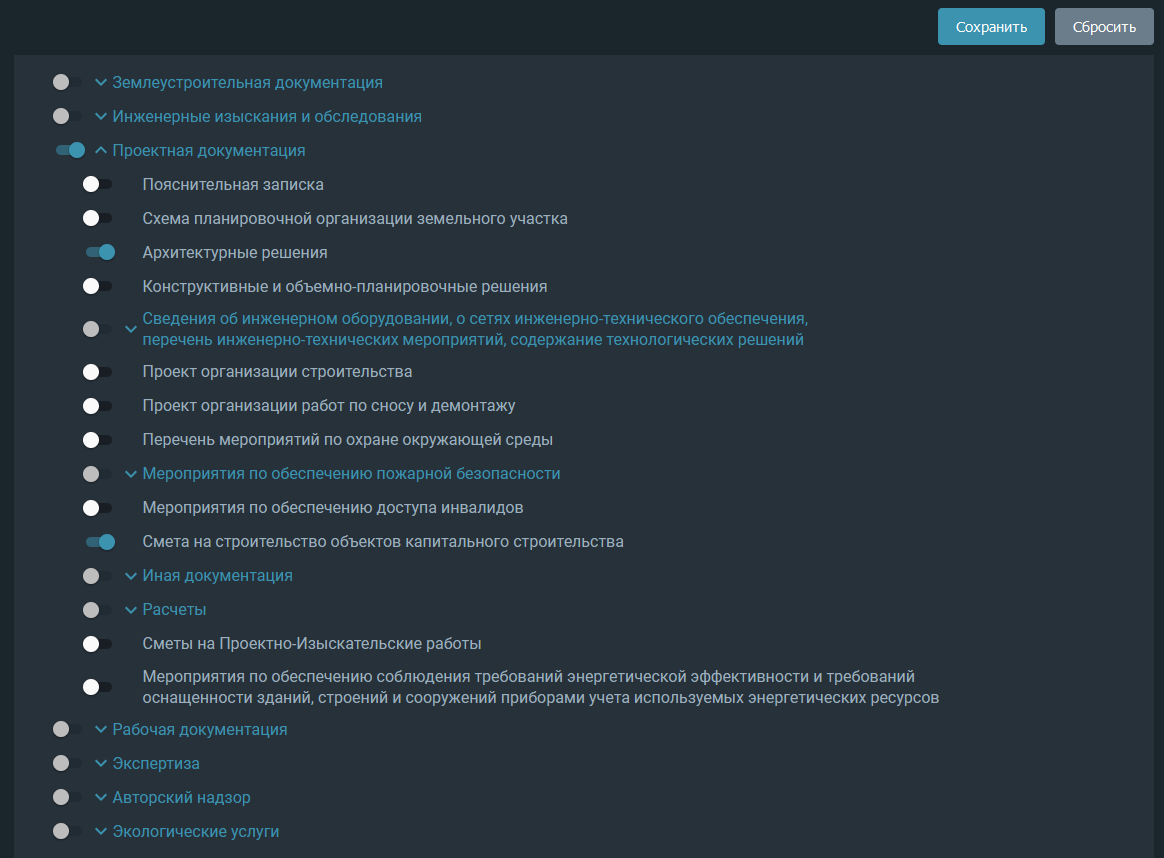 Сохранить
Сбросить
Землеустроительная документация
Инженерные изыскания и обследования
Проектная документация
Пояснительная записка
Схема планировочной организации земельного участка
Архитектурные решения
Конструктивные и объемно-планировочные решения
Сведения об инженерном оборудовании, о сетях инженерно-технического обеспечения,
перечень инженерно-технических мероприятий, содержание технологических решений
Проект организации строительства
Проект организации работ по сносу и демонтажу
Перечень мероприятий по охране окружающей среды
Мероприятия по обеспечению пожарной безопасности
Мероприятия по обеспечению доступа инвалидов
Смета на строительство объектов капитального строительства
Иная документация
Расчеты
Сметы на Проектно-Изыскательские работы
Мероприятия по обеспечению соблюдения требований энергетической эффективности и требований
оснащенности зданий, строений и сооружений приборами учета используемых энергетических ресурсов
Рабочая документация
Экспертиза
Авторский надзор
Экологические услуги